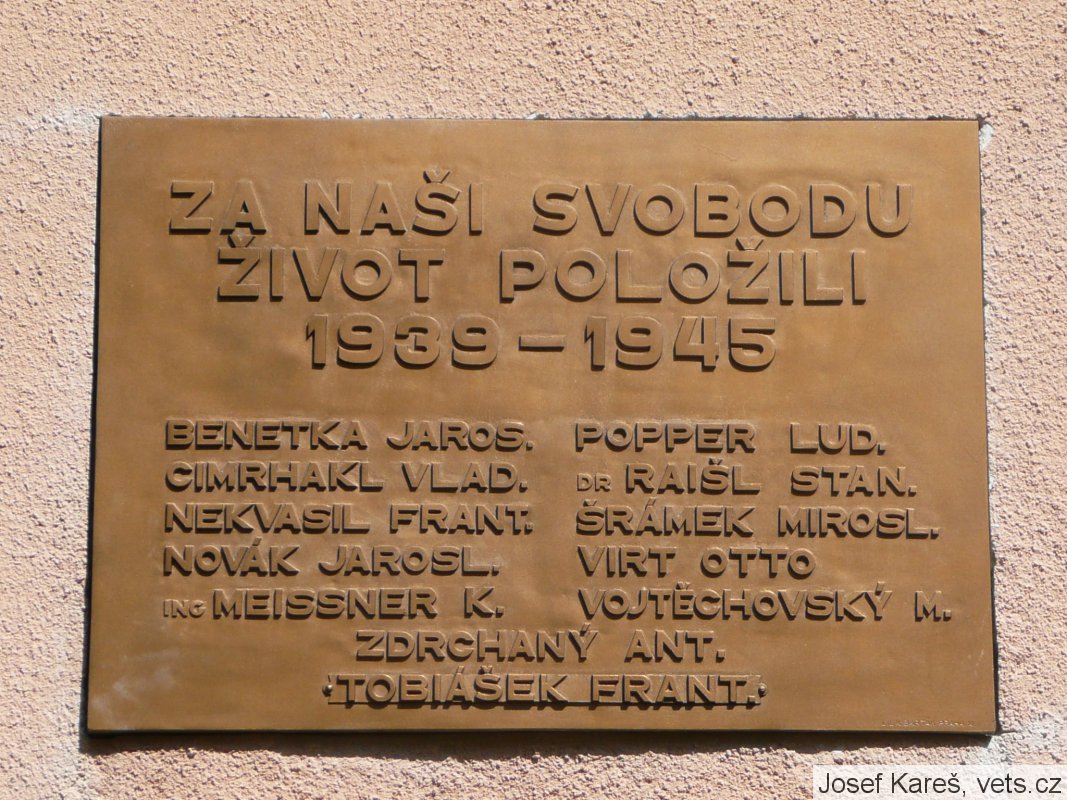 ZA NAŠI SVOBODU
ŽIVOT POLOŽILI
1939 – 1945
BENETKA JAROS.
CIMRHAKL VLAD.
NEKVASIL FRANT.
NOVÁK JAROSL.
ING MEISSNER K.
POPPER LUD.
DR RAIŠL STAN.
ŠRÁMEK MIROSL.
VIRT OTTO
VOJTĚCHOVSKÝ M.
ZDRCHANÝ ANT.
TOBIÁŠEK FRANT.
Josef Kareš, vets.cz